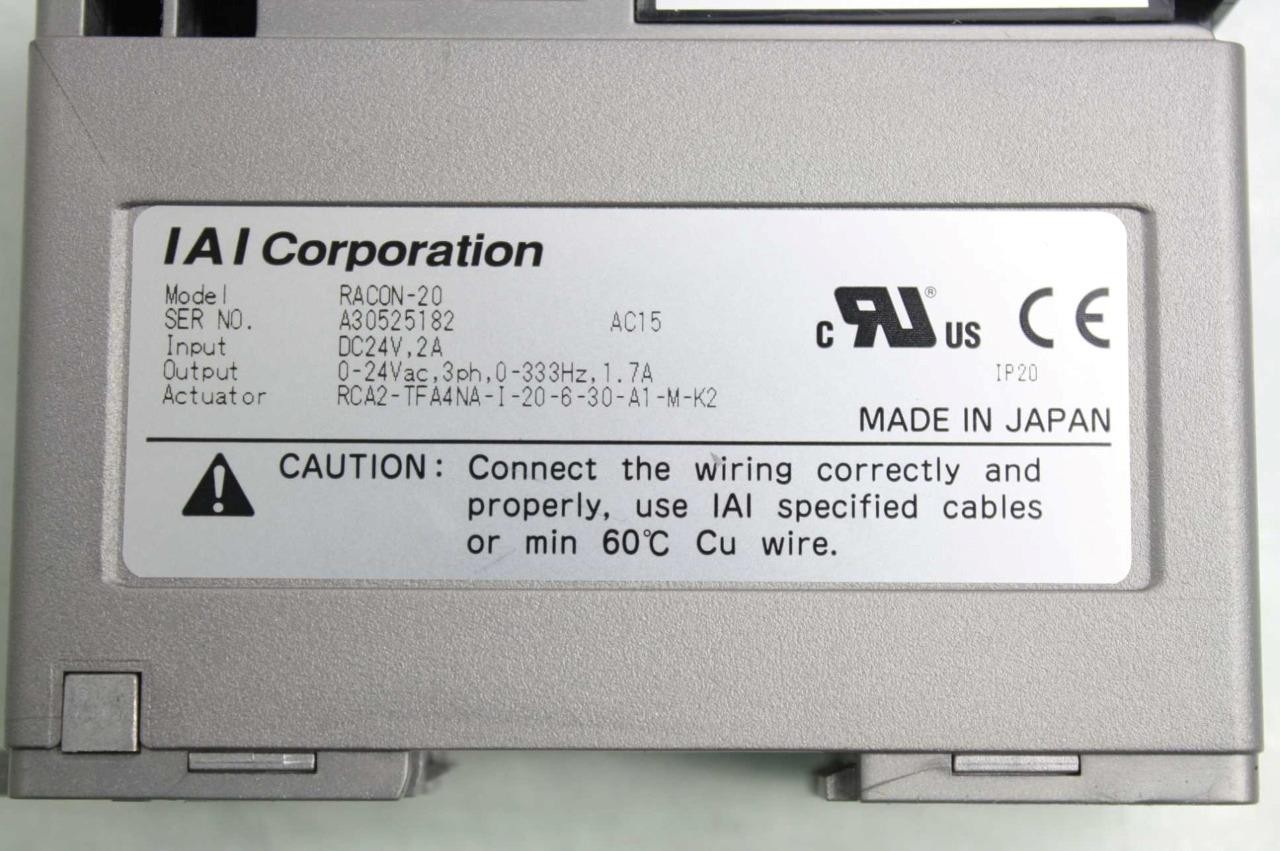 IAI Corporation
Model RACON-20
SER NO. A30525182 AC15
Input DC24V,2A
Output 0-24Vac,3ph,0-333Hz,1.7A
Actuator RCA2-TFA4NA-I-20-6-30-A1-M-K2
C RU® US CE
IP20
MADE IN JAPAN
CAUTION: Connect the wiring correctly and
properly, use IAI specified cables
or min 60℃ Cu wire.